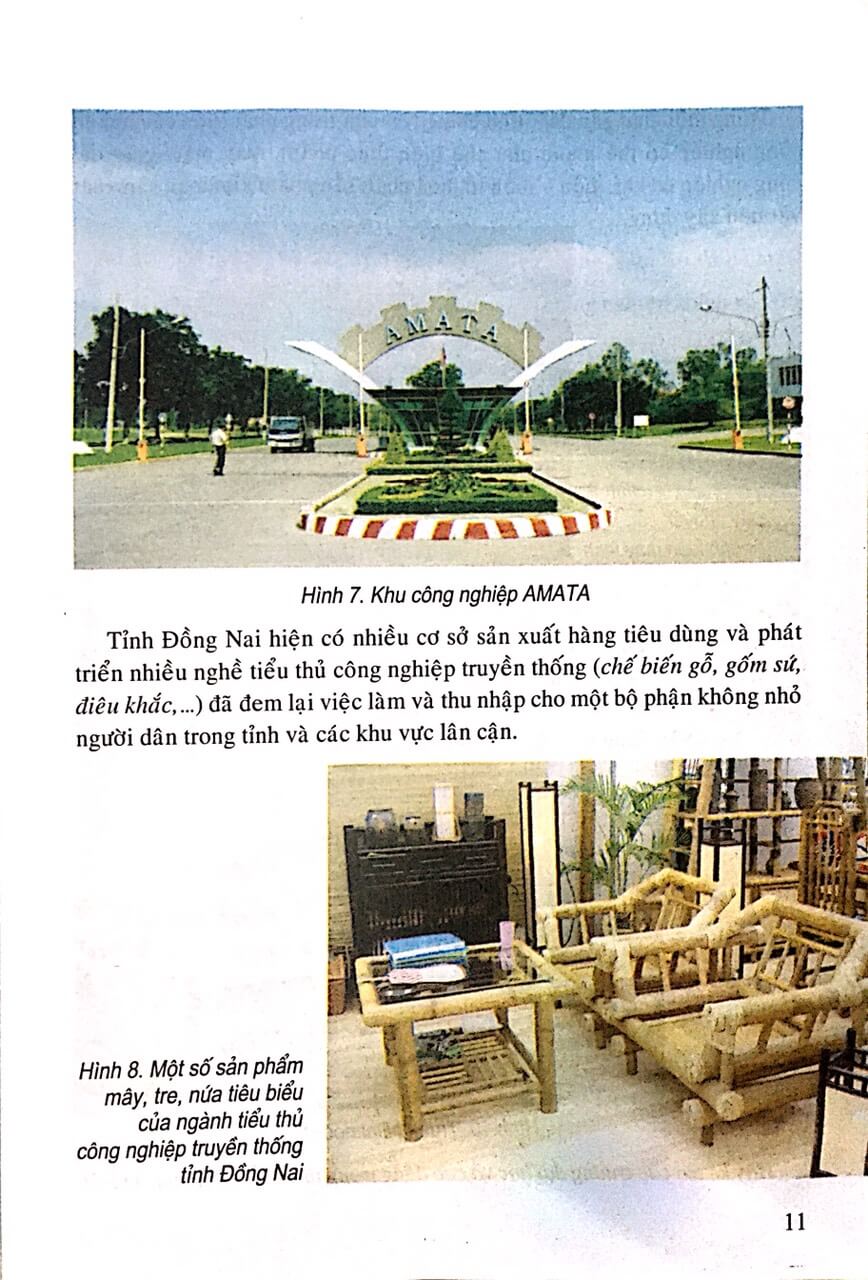 AMATA
Hình 7. Khu công nghiệp AMATA
Tỉnh Đồng Nai hiện có nhiều cơ sở sản xuất hàng tiêu dùng và phát
triển nhiều nghề tiểu thủ công nghiệp truyền thống (chế biến gỗ, gốm sứ,
điêu khắc,...) đã đem lại việc làm và thu nhập cho một bộ phận không nhỏ
người dân trong tỉnh và các khu vực lân cận.
Hình 8. Một số sản phẩm
mây, tre, nứa tiêu biểu
của ngành tiểu thủ
công nghiệp truyền thống
tỉnh Đồng Nai
11